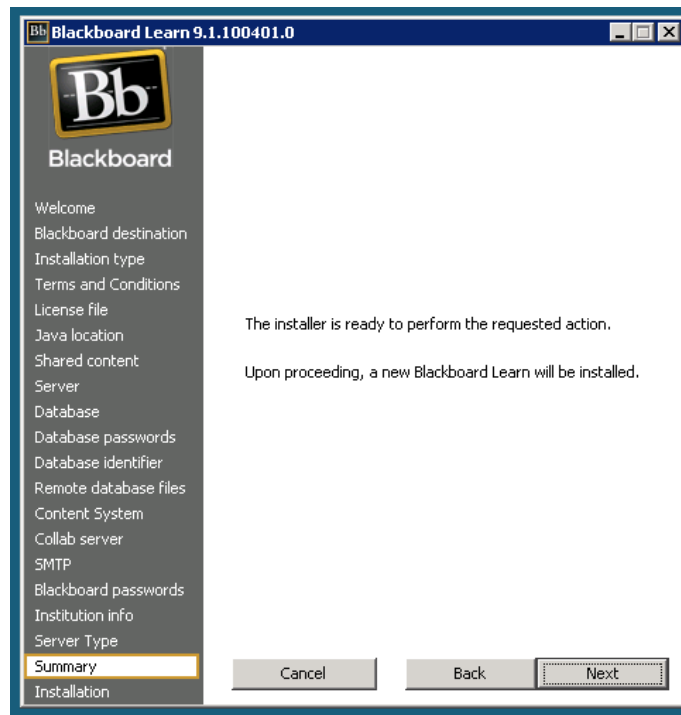 Bb Blackboard Learn 9.1.100401.0
Bb
Blackboard
Welcome
Blackboard destination
Installation type
Terms and Conditions
License file
Java location
Shared content
Server
Database
Database passwords
Database identifier
Remote database files
Content System
Collab server
SMTP
Blackboard passwords
Institution info
Server Type
Summary
Installation
The installer is ready to perform the requested action.
Upon proceeding, a new Blackboard Learn will be installed.
Cancel Back Next